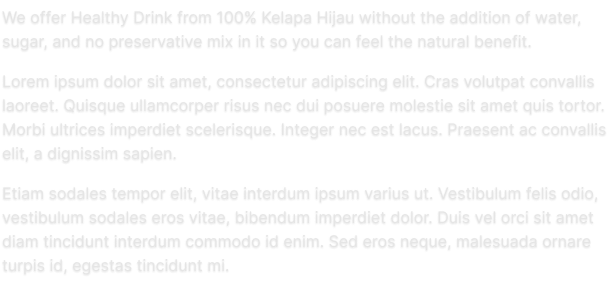 We offer Healthy Drink from 100% Kelapa Hijau without the addition of water,
sugar, and no preservative mix in it so you can feel the natural benefit.
Lorem ipsum dolor sit amet, consectetur adipiscing elit. Cras volutpat convallis
laoreet. Quisque ullamcorper risus nec dui posuere molestie sit amet quis tortor.
Morbi ultrices imperdiet scelerisque. Integer nec est lacus. Praesent ac convallis
elit, a dignissim sapien.
Etiam sodales tempor elit, vitae interdum ipsum varius ut. Vestibulum felis odio,
vestibulum sodales eros vitae, bibendum imperdiet dolor. Duis vel orci sit amet
diam tincidunt interdum commodo id enim. Sed eros neque, malesuada ornare
turpis id, egestas tincidunt mi.